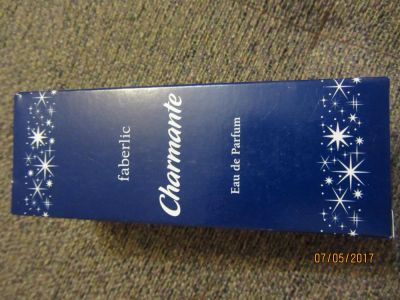 faberlic
Charmante
Eau de Parfum
07/05/2017